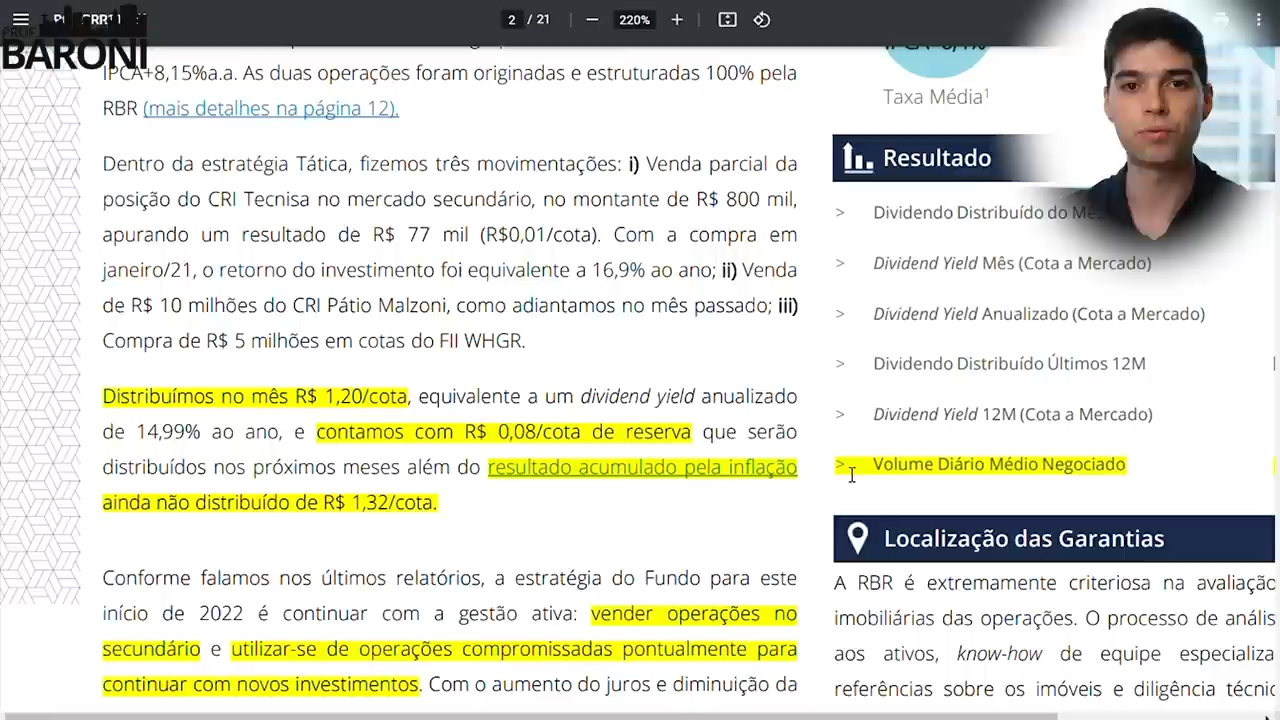 2 / 21
220%
BARONI
IPCA+8,15%a.a. As duas operações foram originadas e estruturadas 100% pela
RBR (mais detalhes na página 12).
Dentro da estratégia Tática, fizemos três movimentações: i) Venda parcial da
posição do CRI Tecnisa no mercado secundário, no montante de R$ 800 mil,
apurando um resultado de R$ 77 mil (R$0,01/cota). Com a compra em
janeiro/21, o retorno do investimento foi equivalente a 16,9% ao ano; ii) Venda
de R$ 10 milhões do CRI Pátio Malzoni, como adiantamos no mês passado; iii)
Compra de R$ 5 milhões em cotas do FII WHGR.
Distribuímos no mês R$ 1,20/cota, equivalente a um dividend yield anualizado
de 14,99% ao ano, e contamos com R$ 0,08/cota de reserva que serão
distribuídos nos próximos meses além do resultado acumulado pela inflação
ainda não distribuído de R$ 1,32/cota.
Conforme falamos nos últimos relatórios, a estratégia do Fundo para este
início de 2022 é continuar com a gestão ativa: vender operações no
secundário e utilizar-se de operações compromissadas pontualmente para
continuar com novos investimentos. Com o aumento do juros e diminuição da
Taxa Média¹
Resultado
> Dividendo Distribuído do
> Dividend Yield Mês (Cota a Mercado)
> Dividend Yield Anualizado (Cota a Mercado)
> Dividendo Distribuído Últimos 12M
> Dividend Yield 12M (Cota a Mercado)
> Volume Diário Médio Negociado
Localização das Garantias
A RBR é extremamente criteriosa na avaliação
imobiliárias das operações. O processo de anális
aos ativos, know-how de equipe especializa
referências sobre os imóveis e diligência técnic